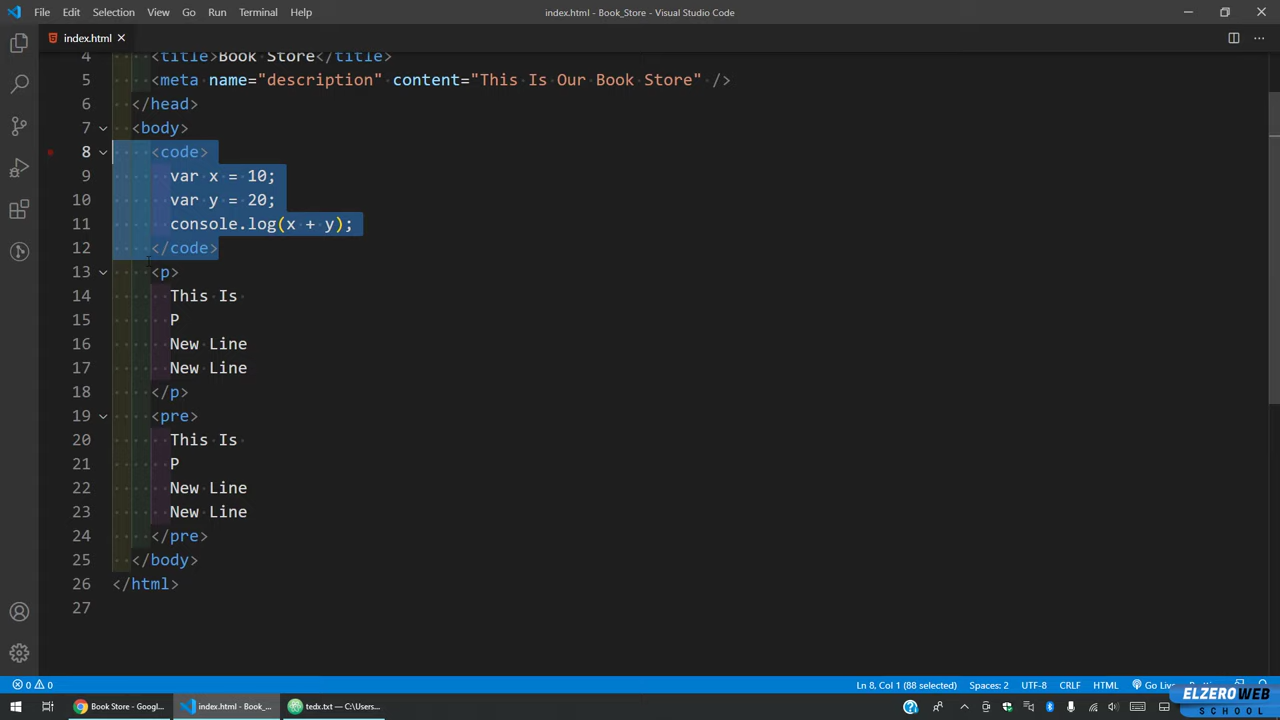 File Edit Selection View Go Run Terminal Help
index.html - Book_Store - Visual Studio Code
index.html
4 <title>Book Store</title>
5 <meta name="description" content="This Is Our Book Store" />
6 </head>
7 <body>
8 <code>
9 var x = 10;
10 var y = 20;
11 console.log(x + y);
12 </code>
13 <p>
14 This Is
15 P
16 New Line
17 New Line
18 </p>
19 <pre>
20 This Is
21 P
22 New Line
23 New Line
24 </pre>
25 </body>
26 </html>
27
0 0 Ln 8, Col 1 (88 selected) Spaces: 2 UTF-8 CRLF HTML Go Live
Book Store - Googl... index.html - Book_... tedx.txt — C:\Users...
ELZEROWEB
SCHOOL